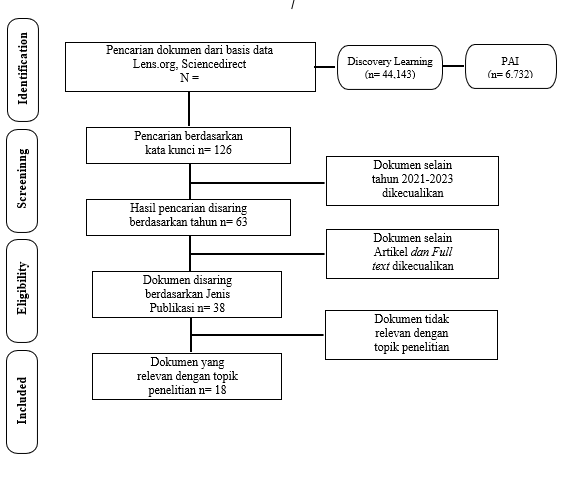 /
Identification
Pencarian dokumen dari basis data
Lens.org, Sciencedirect
N =
Discovery Learning
(n= 44.143)
PAI
(n= 6.732)
Screeninng
Pencarian berdasarkan
kata kunci n= 126
Dokumen selain
tahun 2021-2023
dikecualikan
Hasil pencarian disaring
berdasarkan tahun n= 63
Eligibility
Dokumen selain
Artikel dan Full
text dikecualikan
Dokumen disaring
berdasarkan Jenis
Publikasi n= 38
Dokumen tidak
relevan dengan
topik penelitian
Included
Dokumen yang
relevan dengan topik
penelitian n= 18